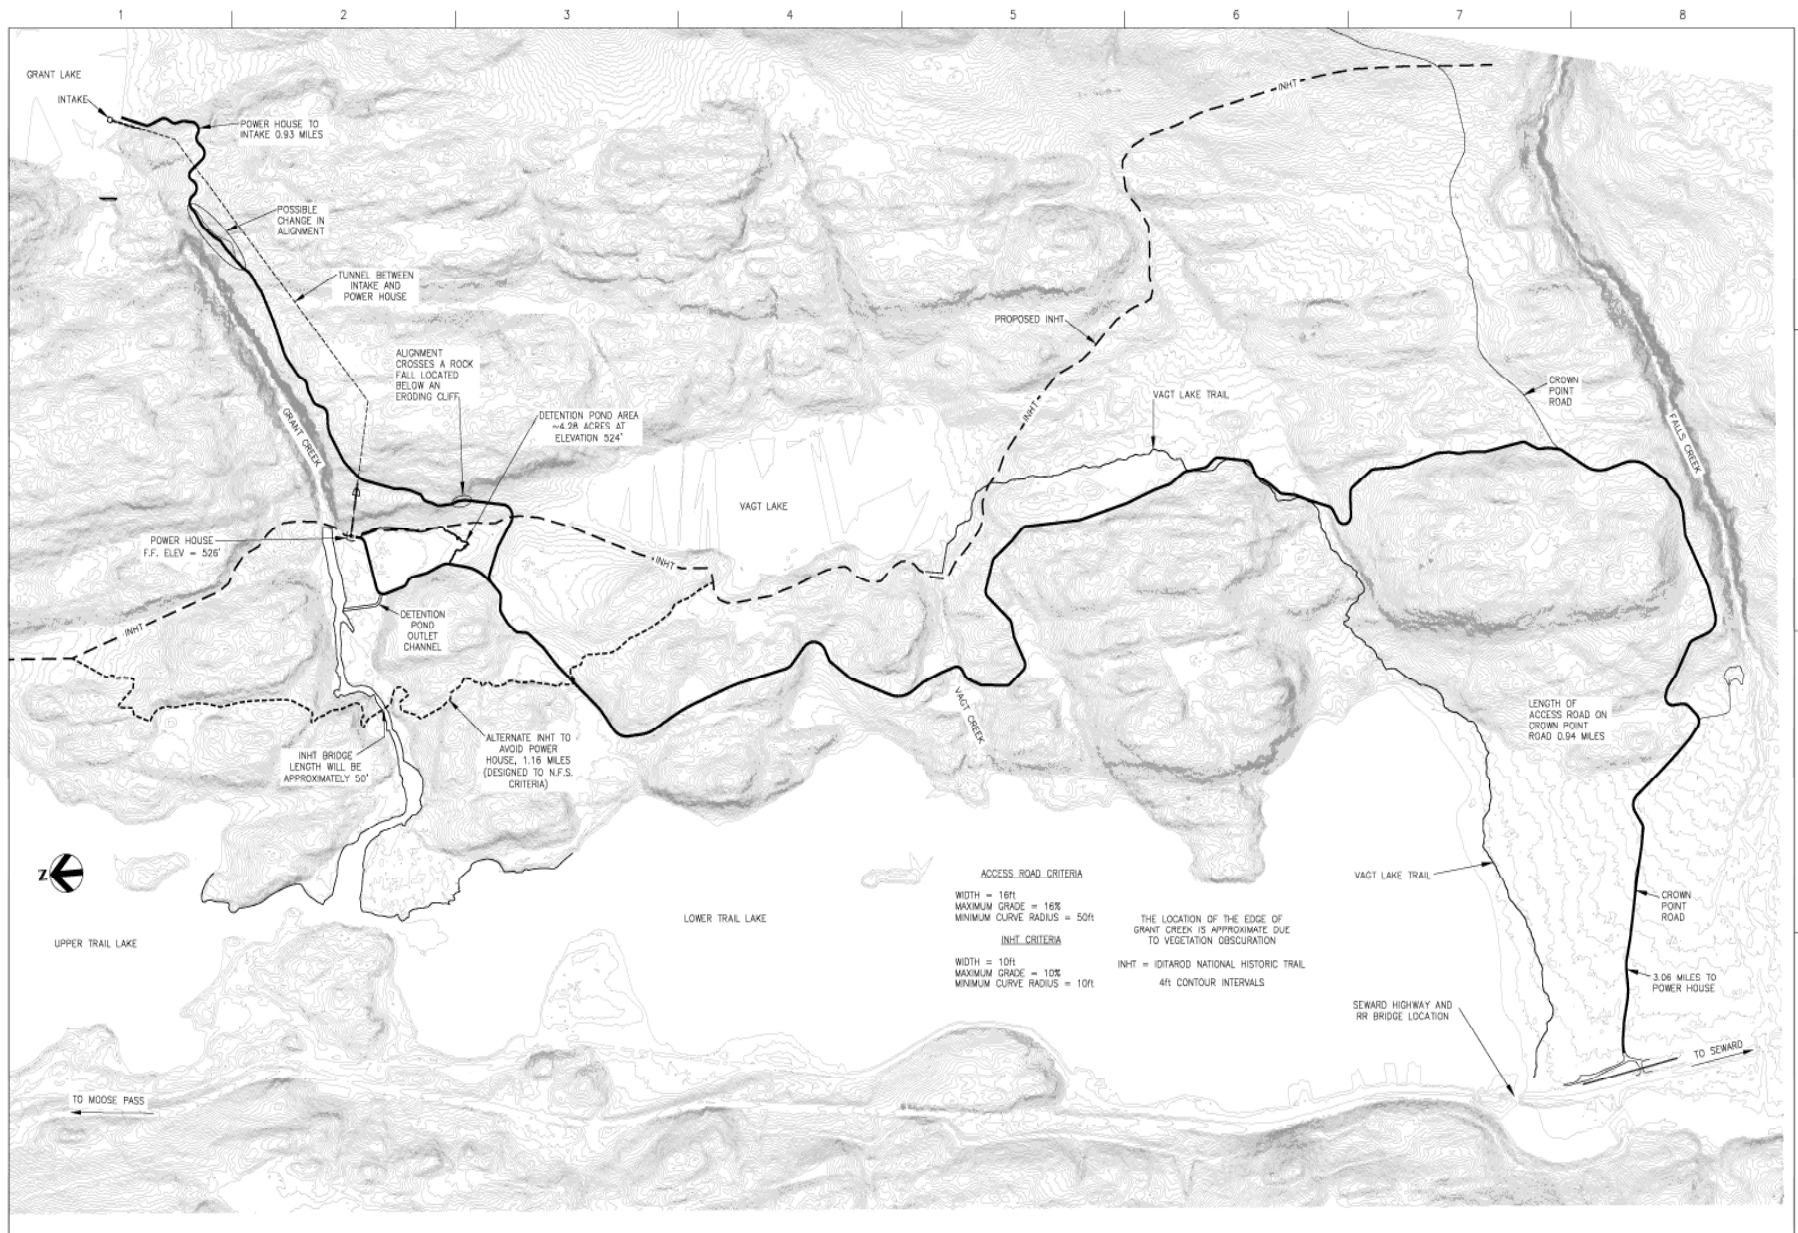 1 2 3 4 5 6 7 8
GRANT LAKE
INTAKE
POWER HOUSE TO
INTAKE 0.93 MILES
POSSIBLE
CHANGE IN
ALIGNMENT
TUNNEL BETWEEN
INTAKE AND
POWER HOUSE
ALIGNMENT
CROSSES A ROCK
FALL LOCATED
BELOW AN
ERODING CLIFF
DETENTION POND AREA
~4.28 ACRES AT
ELEVATION 524'
GRANT CREEK
POWER HOUSE
F.F. ELEV = 526'
INHT
INHT
INHT
INHT
PROPOSED INHT
VAGT LAKE TRAIL
CROWN
POINT
ROAD
FALLS CREEK
VAGT LAKE
DETENTION
POND
OUTLET
CHANNEL
VAGT CREEK
INHT BRIDGE
LENGTH WILL BE
APPROXIMATELY 50'
ALTERNATE INHT TO
AVOID POWER
HOUSE, 1.16 MILES
(DESIGNED TO N.F.S.
CRITERIA)
LENGTH OF
ACCESS ROAD ON
CROWN POINT
ROAD 0.94 MILES
Z
UPPER TRAIL LAKE
LOWER TRAIL LAKE
ACCESS ROAD CRITERIA
WIDTH = 16ft
MAXIMUM GRADE = 16%
MINIMUM CURVE RADIUS = 50ft
INHT CRITERIA
WIDTH = 10ft
MAXIMUM GRADE = 10%
MINIMUM CURVE RADIUS = 10ft
THE LOCATION OF THE EDGE OF
GRANT CREEK IS APPROXIMATE DUE
TO VEGETATION OBSCURATION
INHT = IDITAROD NATIONAL HISTORIC TRAIL
4ft CONTOUR INTERVALS
VAGT LAKE TRAIL
CROWN
POINT
ROAD
3.06 MILES TO
POWER HOUSE
SEWARD HIGHWAY AND
RR BRIDGE LOCATION
TO SEWARD
TO MOOSE PASS